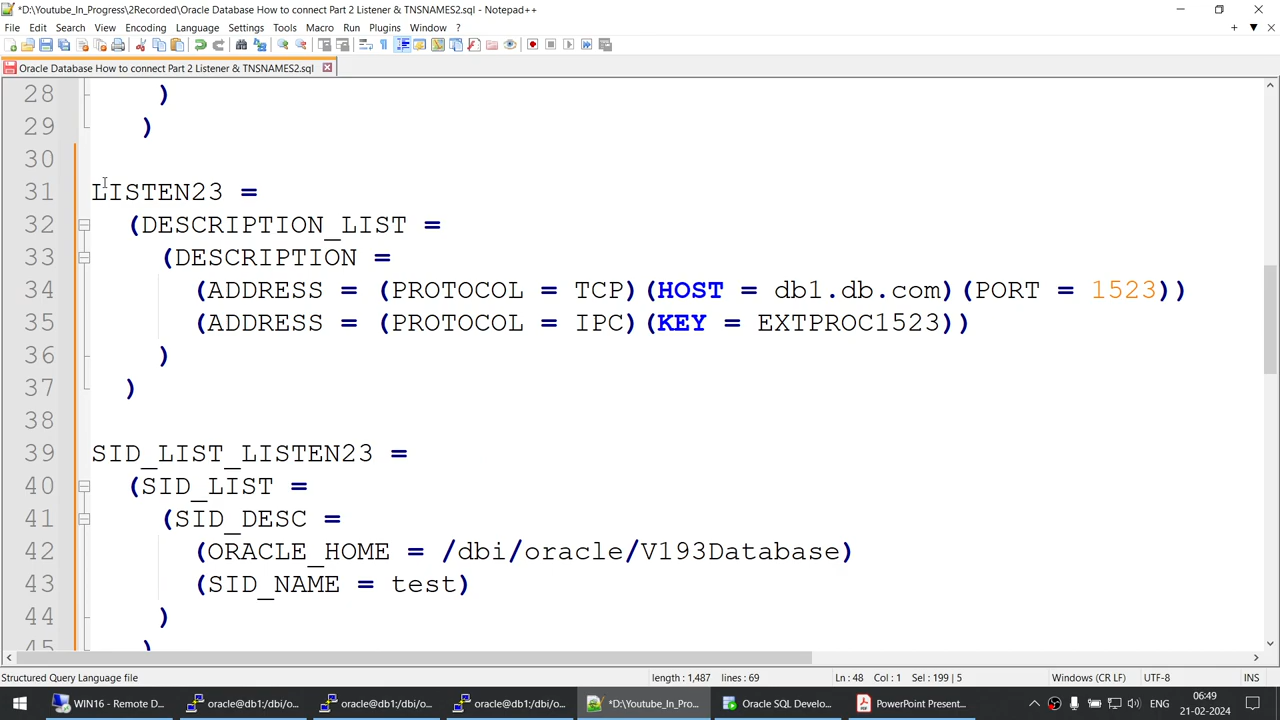 *D:\Youtube_In_Progress\2Recorded\Oracle Database How to connect Part 2 Listener & TNSNAMES2.sql - Notepad++
File Edit Search View Encoding Language Settings Tools Macro Run Plugins Window ?
Oracle Database How to connect Part 2 Listener & TNSNAMES2.sql
28 )
29 )
30
31 LISTEN23 =
32 (DESCRIPTION_LIST =
33 (DESCRIPTION =
34 (ADDRESS = (PROTOCOL = TCP)(HOST = db1.db.com)(PORT = 1523))
35 (ADDRESS = (PROTOCOL = IPC)(KEY = EXTPROC1523))
36 )
37 )
38
39 SID_LIST_LISTEN23 =
40 (SID_LIST =
41 (SID_DESC =
42 (ORACLE_HOME = /dbi/oracle/V193Database)
43 (SID_NAME = test)
44 )
45 )
Structured Query Language file length : 1,487 lines : 69 Ln : 48 Col : 1 Sel : 199 | 5 Windows (CR LF) UTF-8 INS
WIN16 - Remote D... oracle@db1:/dbi/o... oracle@db1:/dbi/o... oracle@db1:/dbi/o... *D:\Youtube_In_Pro... Oracle SQL Develo... PowerPoint Present... ENG 06:49
21-02-2024